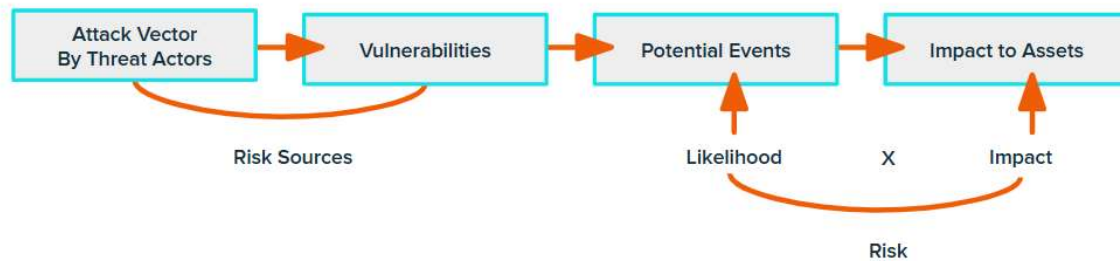 Attack Vector
By Threat Actors
Vulnerabilities
Potential Events
Impact to Assets
Risk Sources
Likelihood X Impact
Risk